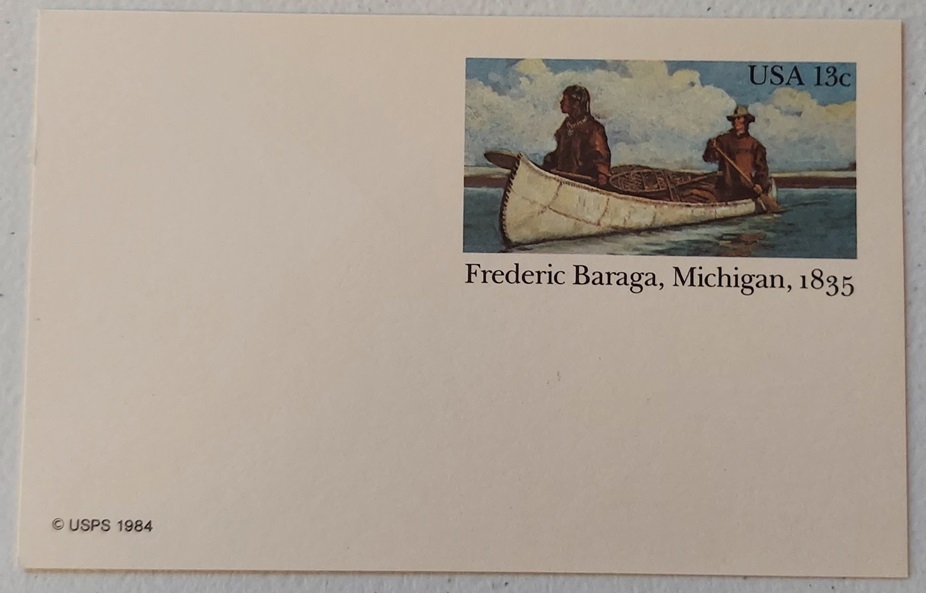 USA 13c
Frederic Baraga, Michigan, 1835
© USPS 1984